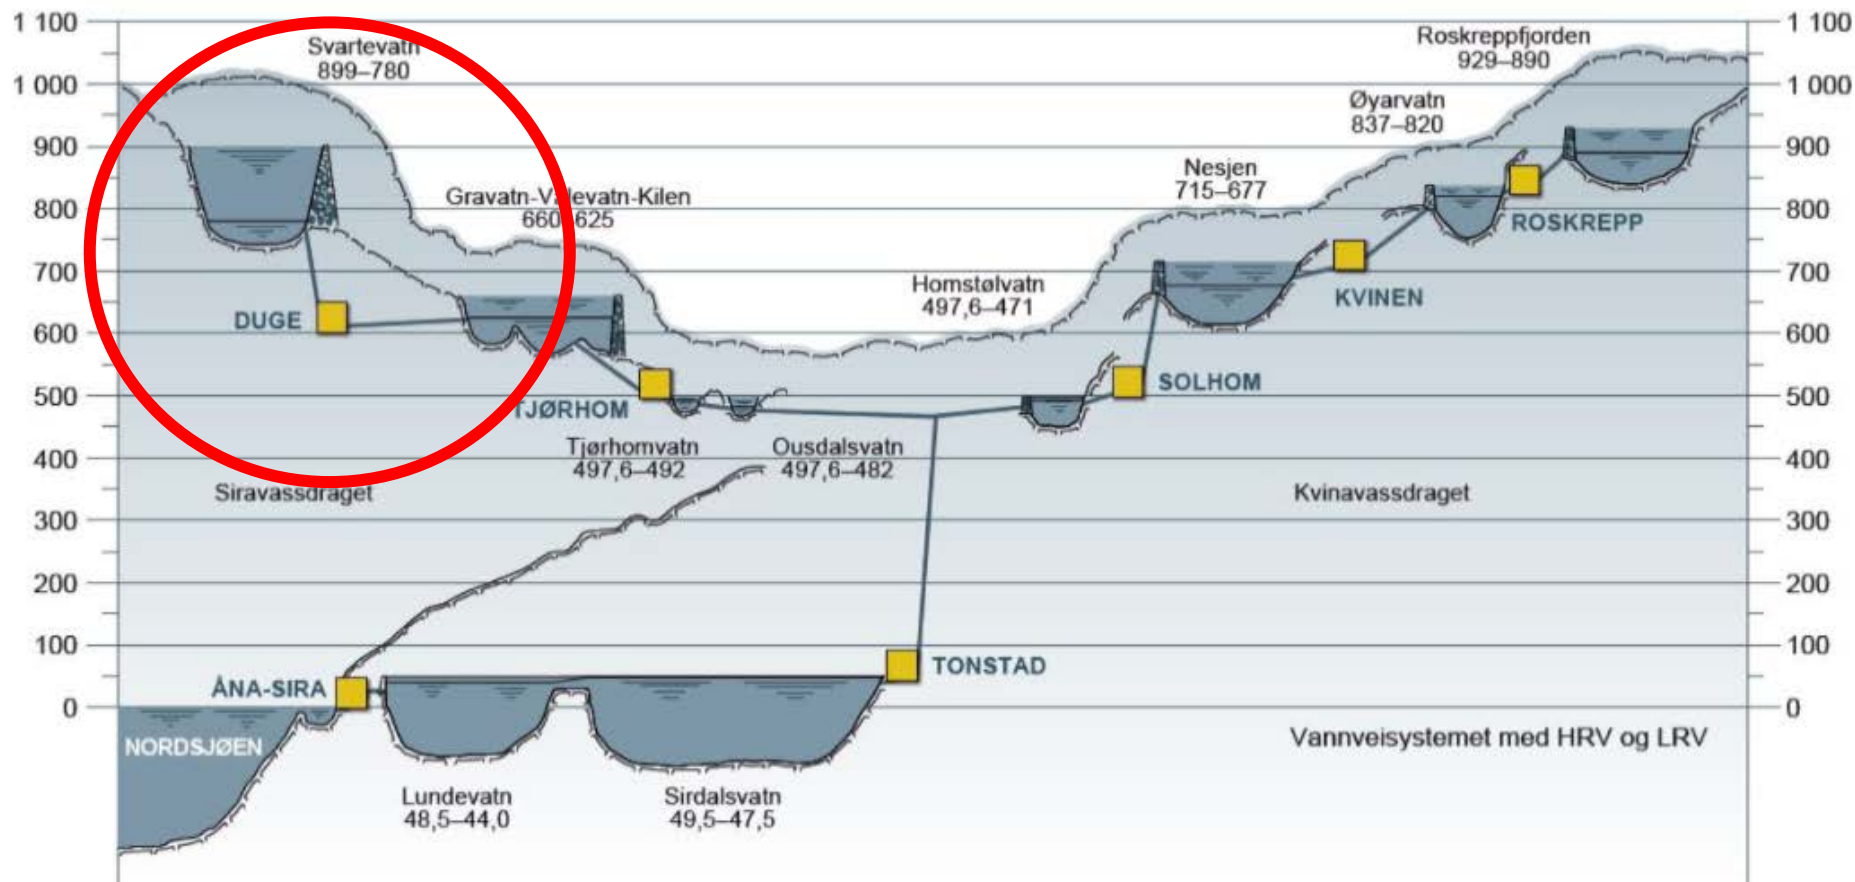 1 100
1 000
900
800
700
600
500
400
300
200
100
0
1 100
1 000
900
800
700
600
500
400
300
200
100
0
Svartevatn
899–780
Roskreppfjorden
929–890
Øyarvatn
837–820
Nesjen
715–677
Gravatn-Valevatn-Kilen
660–625
ROSKREPP
Homstølvatn
497,6–471
KVINEN
DUGE
SOLHOM
TJØRHOM
Tjørhomvatn
497,6–492
Ousdalsvatn
497,6–482
Siravassdraget
Kvinavassdraget
TONSTAD
ÅNA-SIRA
NORDSJØEN
Vannveisystemet med HRV og LRV
Lundevatn
48,5–44,0
Sirdalsvatn
49,5–47,5